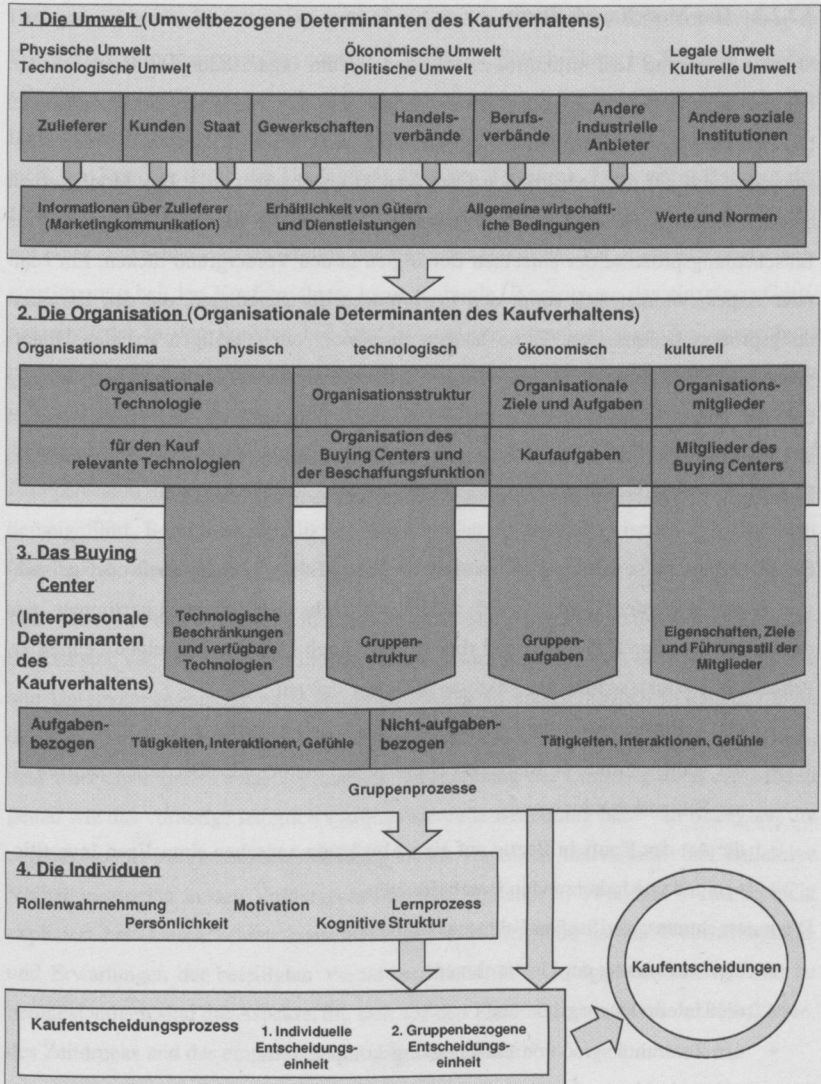 1. Die Umwelt (Umweltbezogene Determinanten des Kaufverhaltens)
Physische Umwelt
Technologische Umwelt
Ökonomische Umwelt
Politische Umwelt
Legale Umwelt
Kulturelle Umwelt
Zulieferer
Kunden
Staat
Gewerkschaften
Handels-
verbände
Berufs-
verbände
Andere
industrielle
Anbieter
Andere soziale
Institutionen
Informationen über Zulieferer
(Marketingkommunikation)
Erhältlichkeit von Gütern
und Dienstleistungen
Allgemeine wirtschaft-
liche Bedingungen
Werte und Normen
2. Die Organisation (Organisationale Determinanten des Kaufverhaltens)
Organisationsklima: physisch technologisch ökonomisch kulturell
Organisationale
Technologie
Organisationsstruktur
Organisationale
Ziele und Aufgaben
Organisations-
mitglieder
für den Kauf
relevante Technologien
Organisation des
Buying Centers und
der Beschaffungsfunktion
Kaufaufgaben
Mitglieder des
Buying Centers
3. Das Buying
Center
(Interpersonale
Determinanten
des
Kaufverhaltens)
Technologische
Beschränkungen
und verfügbare
Technologien
Gruppen-
struktur
Gruppen-
aufgaben
Eigenschaften, Ziele
und Führungsstil der
Mitglieder
Aufgaben-
bezogen
Tätigkeiten, Interaktionen, Gefühle
Nicht-aufgaben-
bezogen
Tätigkeiten, Interaktionen, Gefühle
Gruppenprozesse
4. Die Individuen
Rollenwahrnehmung Motivation Lernprozess
Persönlichkeit Kognitive Struktur
Kaufentscheidungen
Kaufentscheidungsprozess
1. Individuelle
Entscheidungs-
einheit
2. Gruppenbezogene
Entscheidungs-
einheit